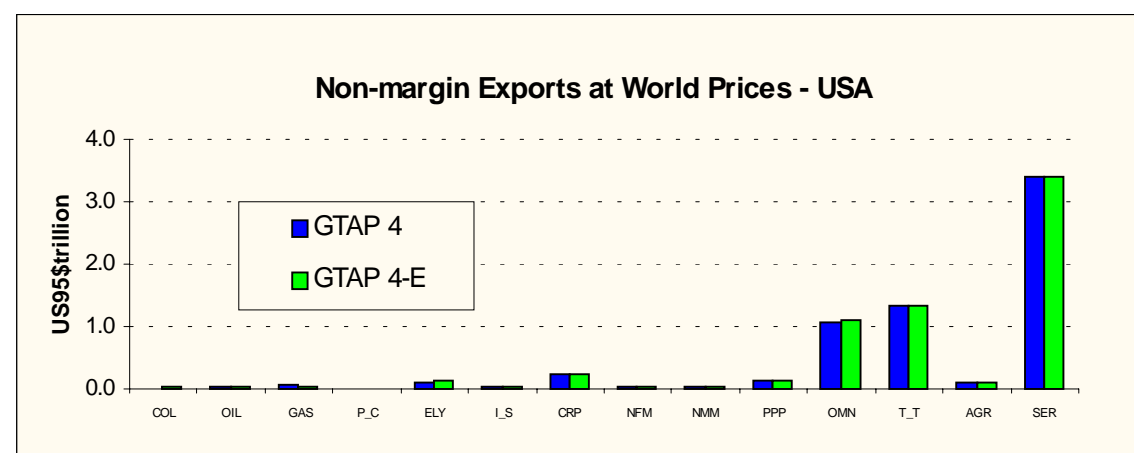 Non-margin Exports at World Prices - USA
US95$trillion
4.0
3.0
2.0
1.0
0.0
GTAP 4
GTAP 4-E
COL OIL GAS P_C ELY I_S CRP NFM NMM PPP OMN T_T AGR SER